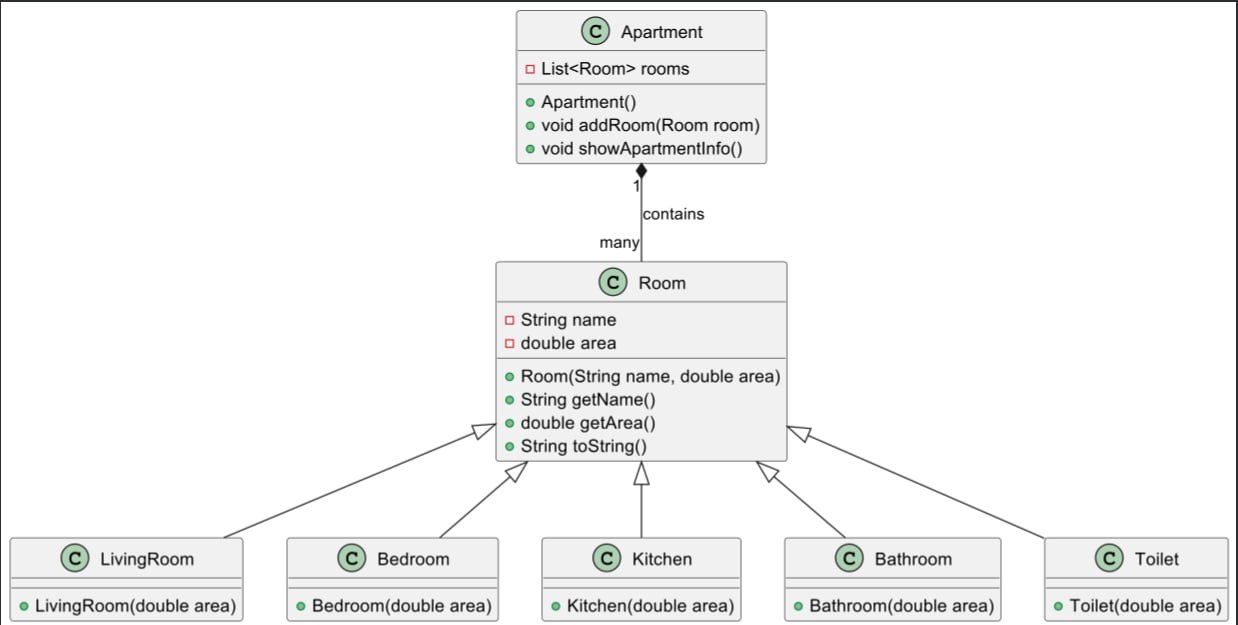 C Apartment
List<Room> rooms
Apartment()
void addRoom(Room room)
void showApartmentInfo()
1
contains
many
C Room
String name
double area
Room(String name, double area)
String getName()
double getArea()
String toString()
C LivingRoom
LivingRoom(double area)
C Bedroom
Bedroom(double area)
C Kitchen
Kitchen(double area)
C Bathroom
Bathroom(double area)
C Toilet
Toilet(double area)